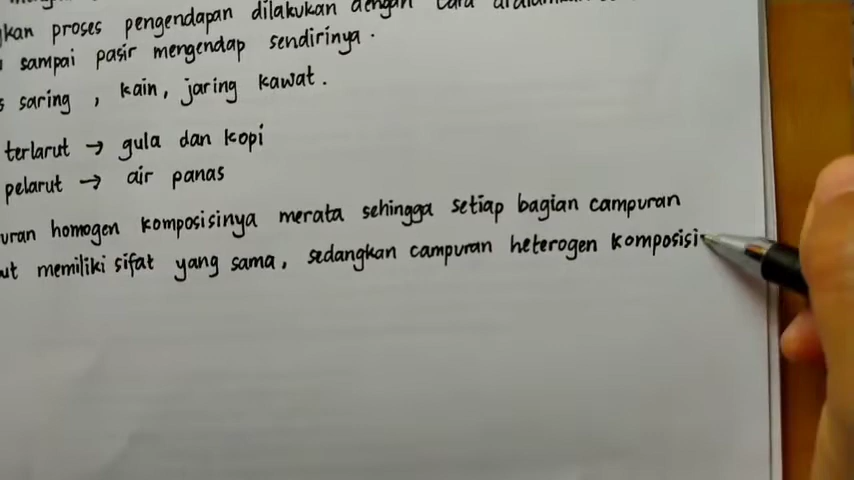 kan proses pengendapan dilakukan dengan cara
sampai pasir mengendap sendirinya.
saring, kain, jaring kawat.
terlarut → gula dan kopi
pelarut → air panas
uran homogen komposisinya merata sehingga setiap bagian campuran
ut memiliki sifat yang sama, sedangkan campuran heterogen komposisi